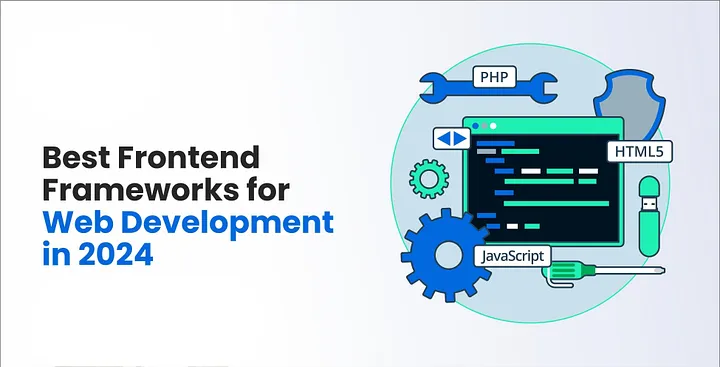 Best Frontend
Frameworks for
Web Development
in 2024
PHP
HTML5
JavaScript